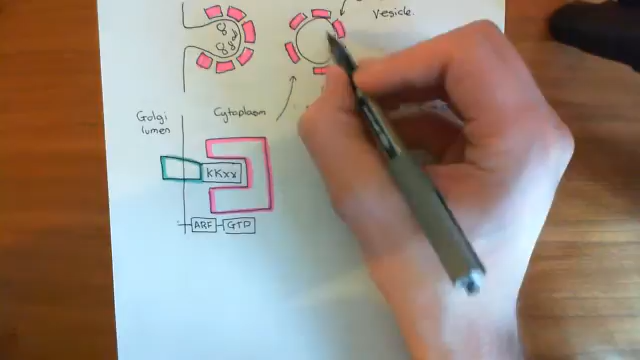 Vesicle.
Golgi
lumen
Cytoplasm
KKxx
ARF
GTP